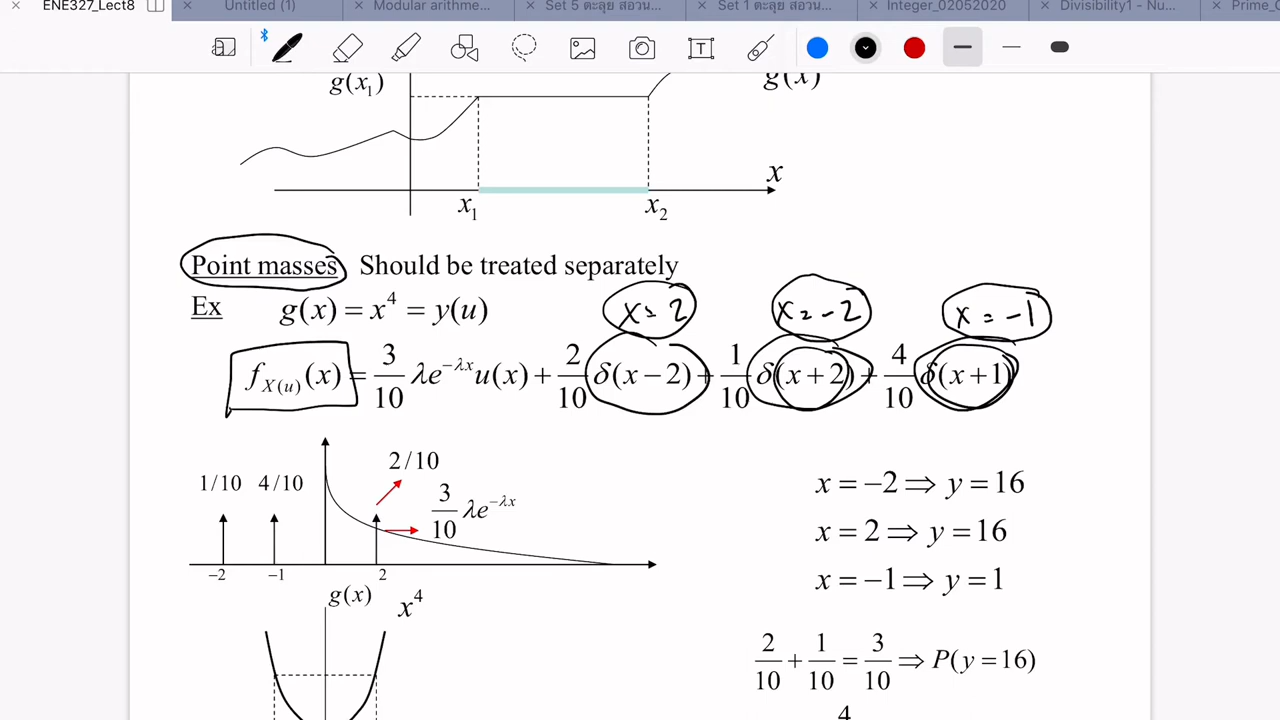 ENE327_Lect8 Untitled (1) Modular arithme... Set 5 ตะลุย สอวน... Set 1 ตะลุย สอวน... Integer_02052020 Divisibility1 - Nu... Prime_0
T
g(x₁) g(x)
x
x₁ x₂
Point masses Should be treated separately
x = 2 x = -2 x = -1
Ex g(x) = x⁴ = y(u)
f_{X(u)}(x) = 3/10 λe^{-λx}u(x) + 2/10 δ(x-2) + 1/10 δ(x+2) + 4/10 δ(x+1)
2/10
1/10 4/10
3/10 λe^{-λx}
-2 -1 2
g(x) x⁴
x = -2 ⇒ y = 16
x = 2 ⇒ y = 16
x = -1 ⇒ y = 1
2/10 + 1/10 = 3/10 ⇒ P(y = 16)
4